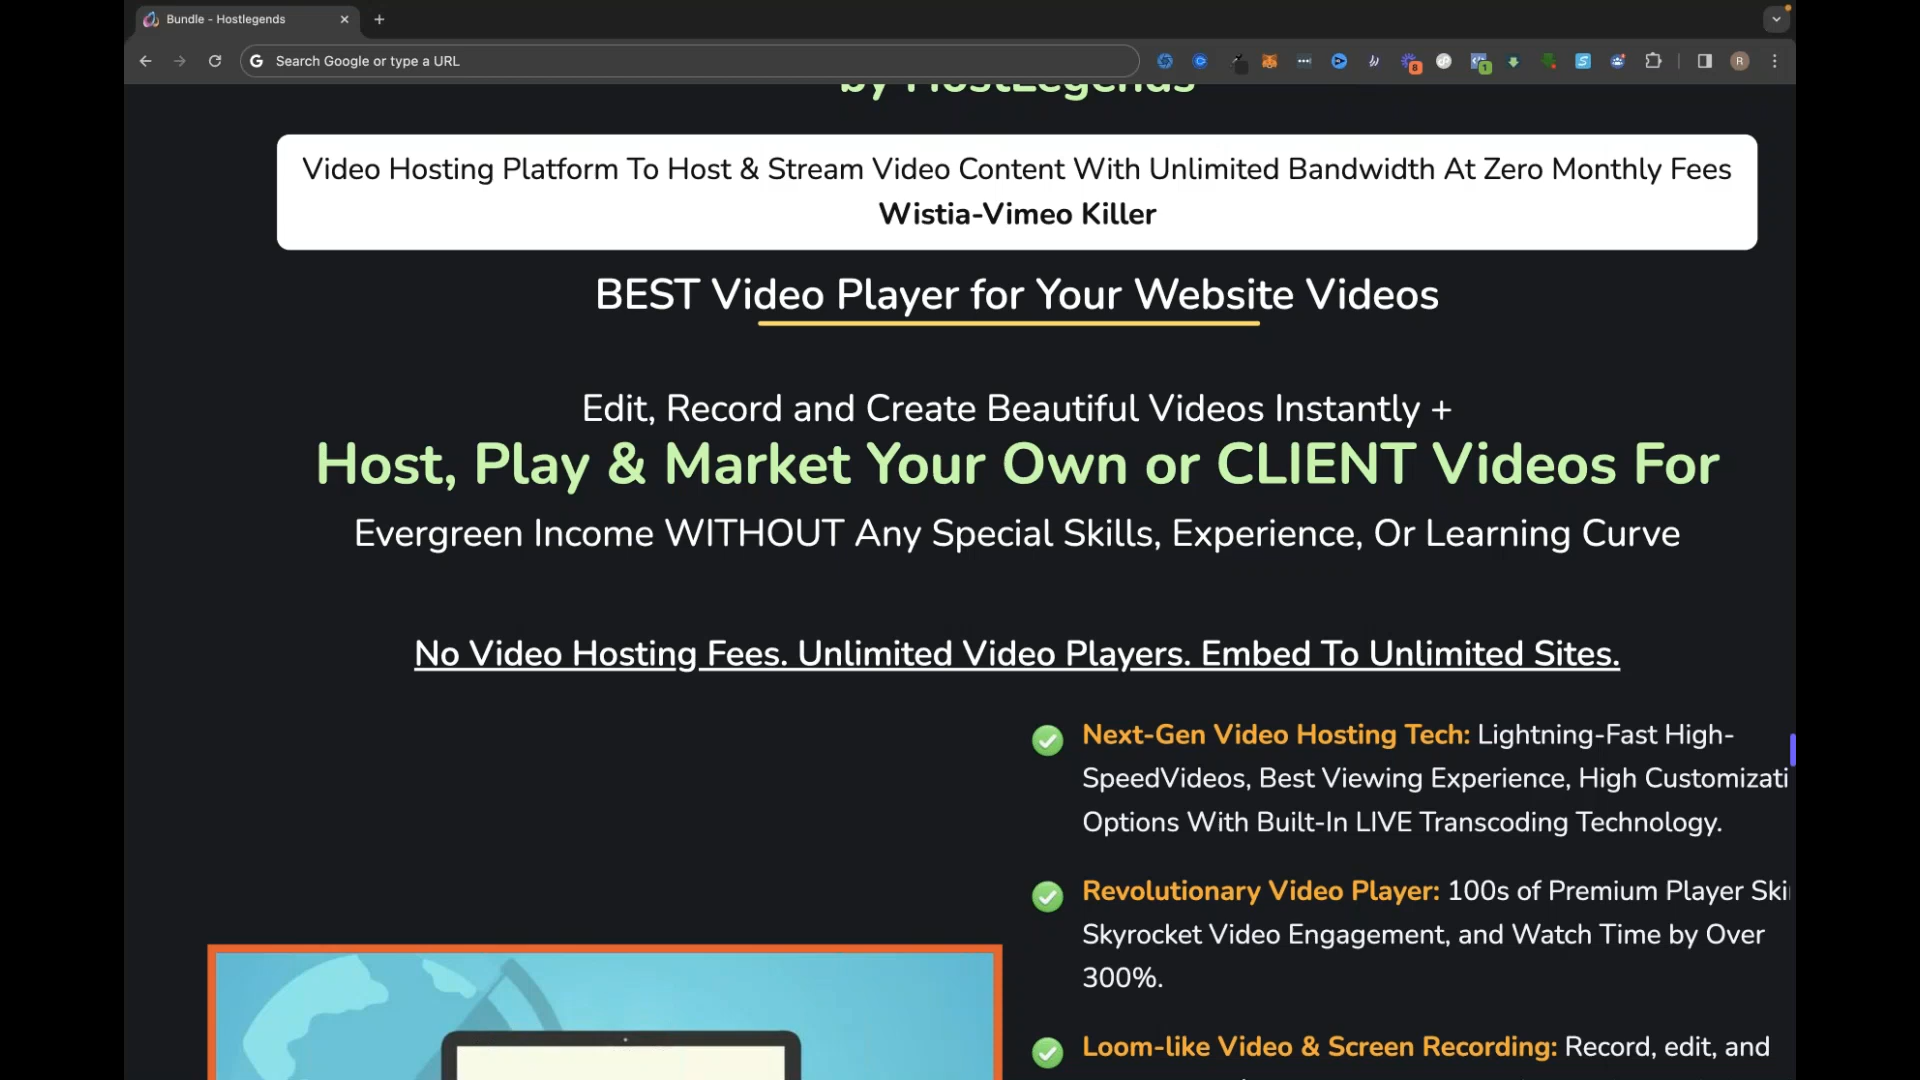 Bundle - Hostlegends
Search Google or type a URL
8
1
R
by HostLegends
Video Hosting Platform To Host & Stream Video Content With Unlimited Bandwidth At Zero Monthly Fees
Wistia-Vimeo Killer
BEST Video Player for Your Website Videos
Edit, Record and Create Beautiful Videos Instantly +
Host, Play & Market Your Own or CLIENT Videos For
Evergreen Income WITHOUT Any Special Skills, Experience, Or Learning Curve
No Video Hosting Fees. Unlimited Video Players. Embed To Unlimited Sites.
Next-Gen Video Hosting Tech: Lightning-Fast High-
SpeedVideos, Best Viewing Experience, High Customizati
Options With Built-In LIVE Transcoding Technology.
Revolutionary Video Player: 100s of Premium Player Ski
Skyrocket Video Engagement, and Watch Time by Over
300%.
Loom-like Video & Screen Recording: Record, edit, and